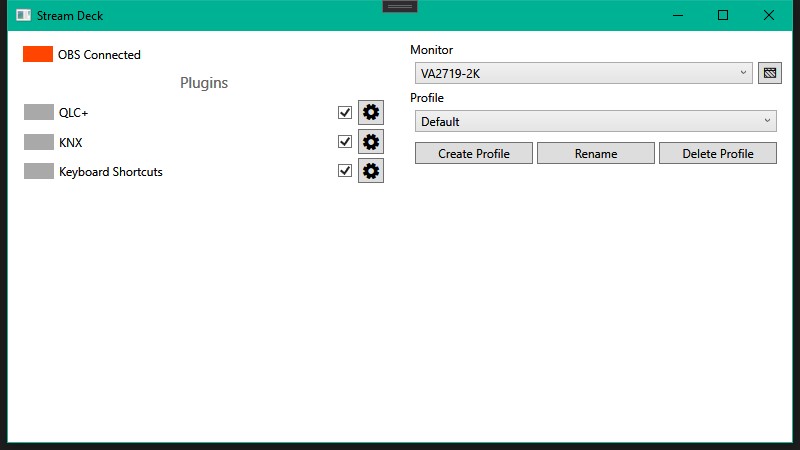 Stream Deck
OBS Connected
Plugins
QLC+
KNX
Keyboard Shortcuts
Monitor
VA2719-2K
Profile
Default
Create Profile
Rename
Delete Profile